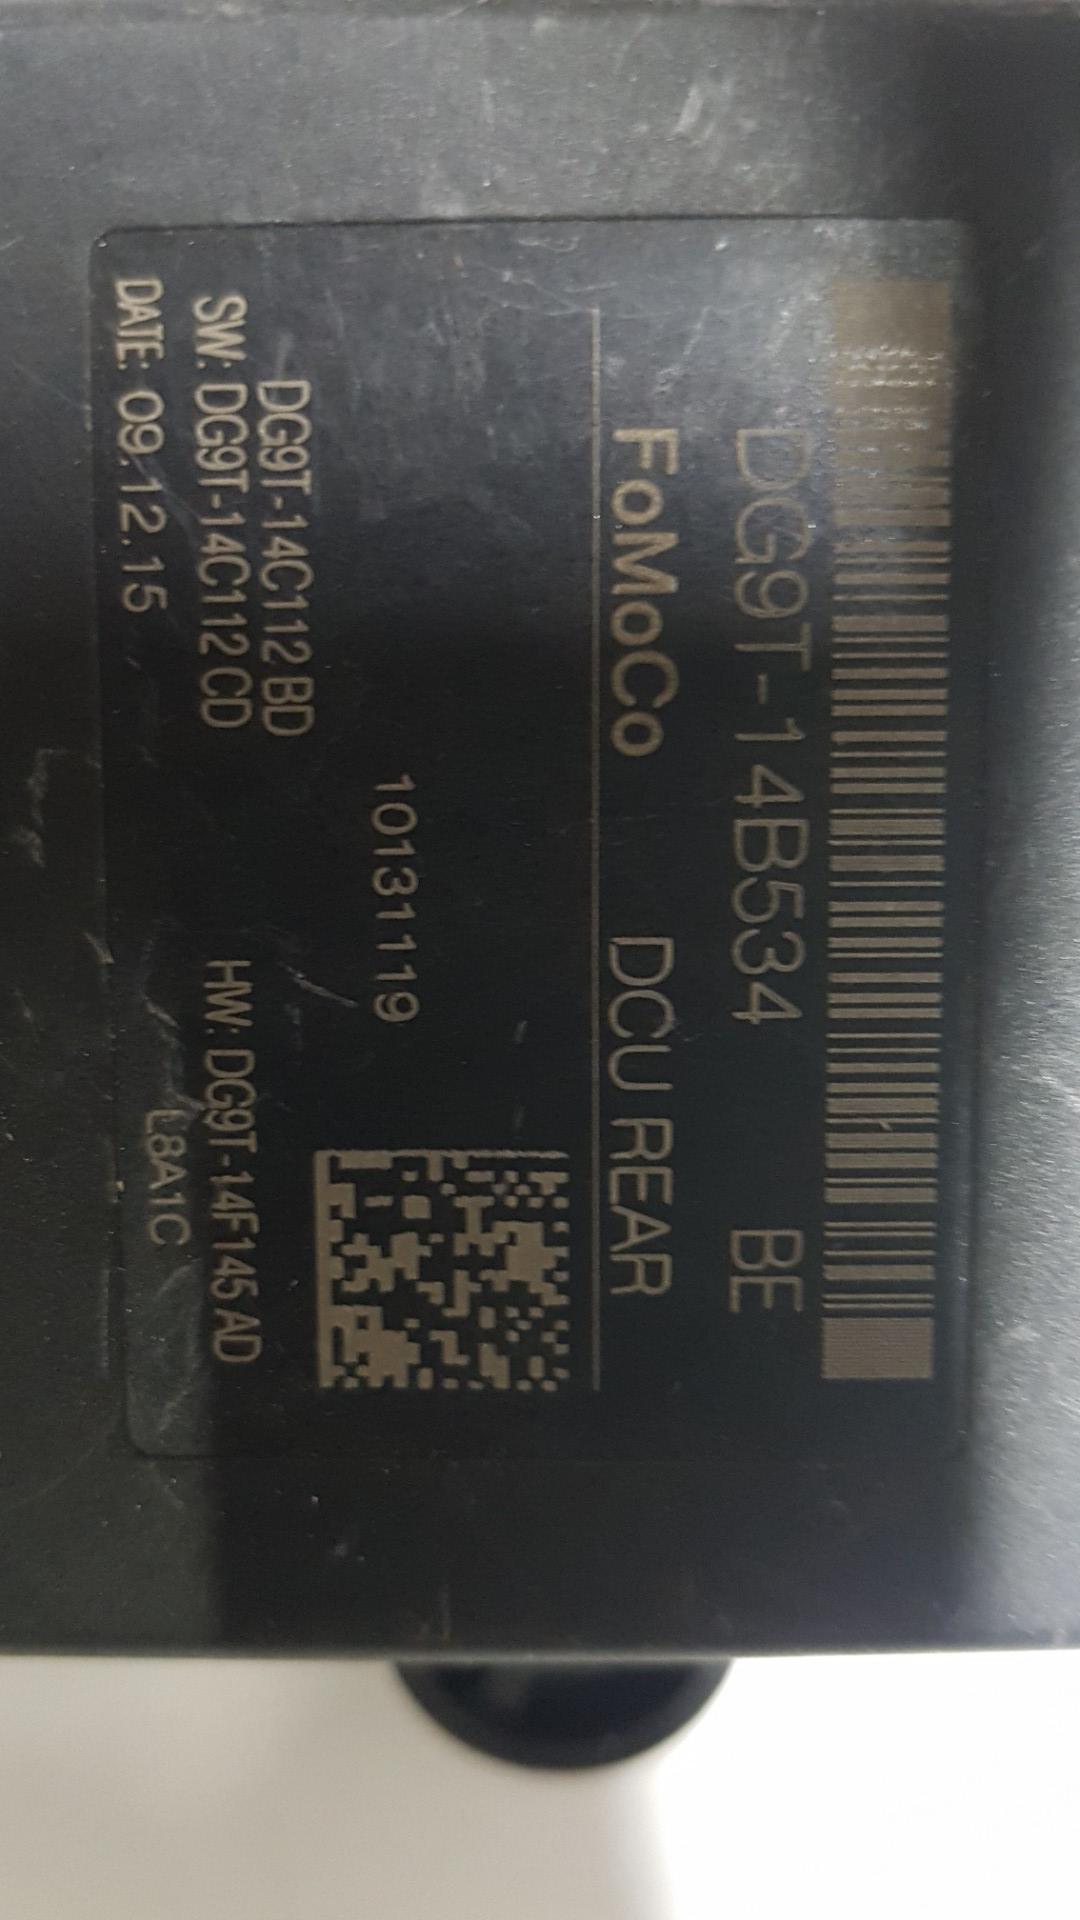 DG9T-14B534 BE
FoMoCo DCU REAR
10131119
DG9T-14C112 BD
SW: DG9T-14C112 CD HW: DG9T-14F145 AD
DATE: 09.12.15 L8A1C